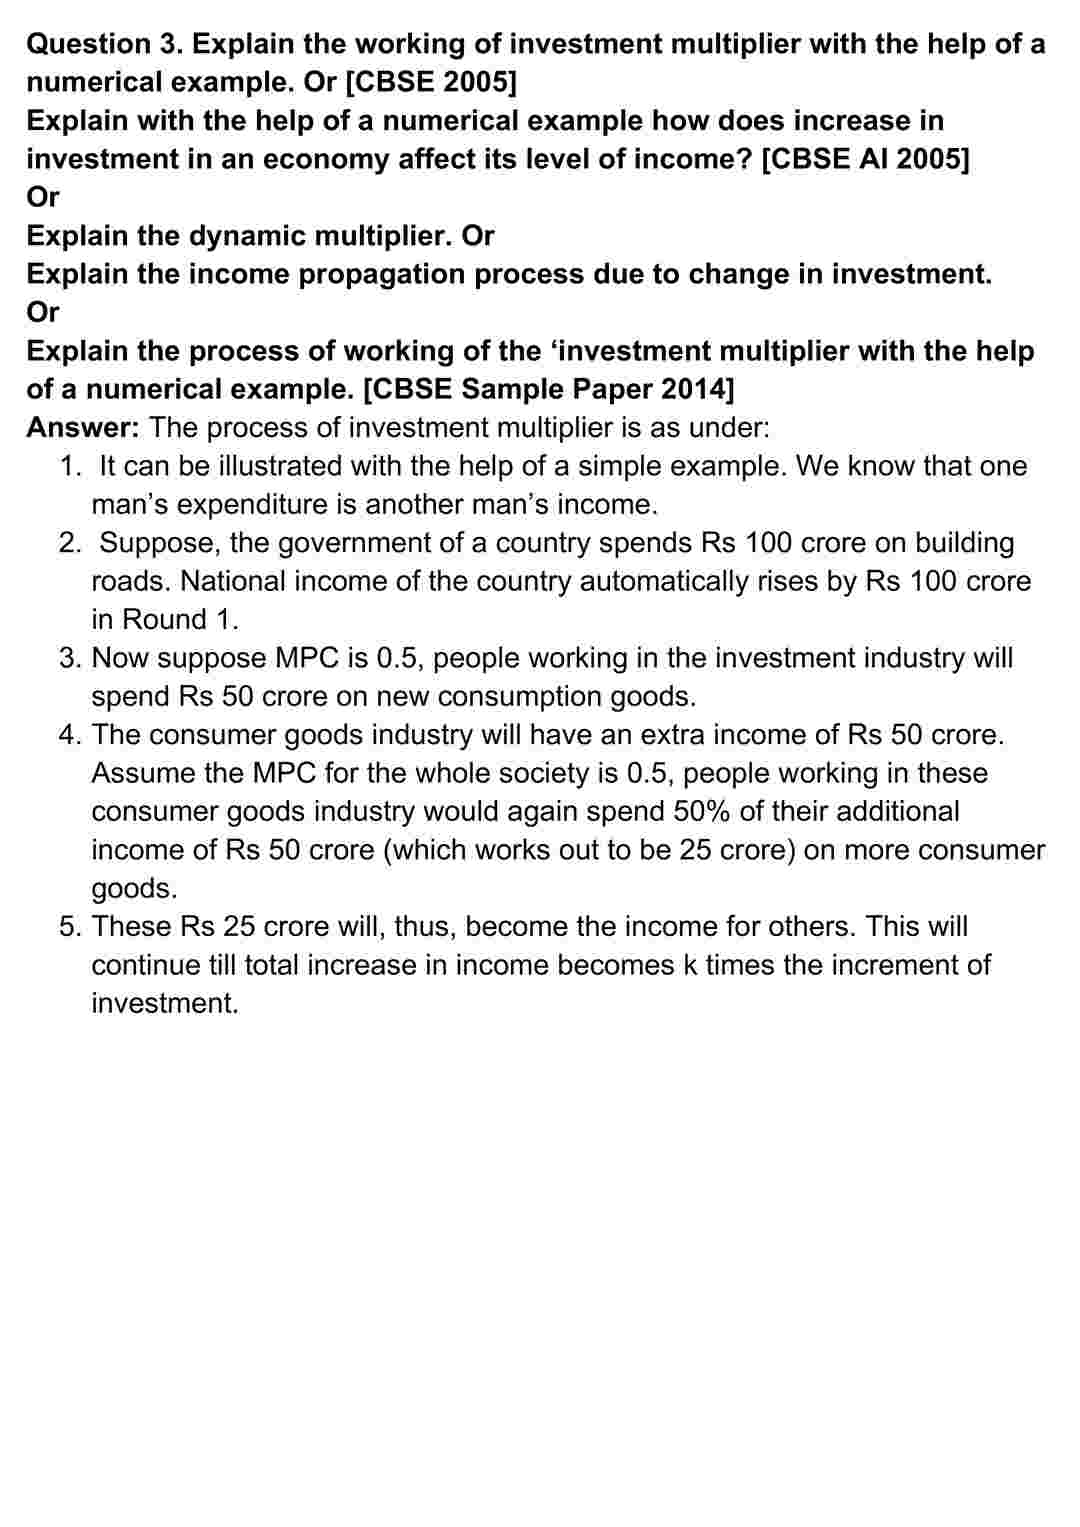 Question 3. Explain the working of investment multiplier with the help of a
numerical example. Or [CBSE 2005]
Explain with the help of a numerical example how does increase in
investment in an economy affect its level of income? [CBSE AI 2005]
Or
Explain the dynamic multiplier. Or
Explain the income propagation process due to change in investment.
Or
Explain the process of working of the ‘investment multiplier with the help
of a numerical example. [CBSE Sample Paper 2014]
Answer: The process of investment multiplier is as under:
1. It can be illustrated with the help of a simple example. We know that one
man’s expenditure is another man’s income.
2. Suppose, the government of a country spends Rs 100 crore on building
roads. National income of the country automatically rises by Rs 100 crore
in Round 1.
3. Now suppose MPC is 0.5, people working in the investment industry will
spend Rs 50 crore on new consumption goods.
4. The consumer goods industry will have an extra income of Rs 50 crore.
Assume the MPC for the whole society is 0.5, people working in these
consumer goods industry would again spend 50% of their additional
income of Rs 50 crore (which works out to be 25 crore) on more consumer
goods.
5. These Rs 25 crore will, thus, become the income for others. This will
continue till total increase in income becomes k times the increment of
investment.